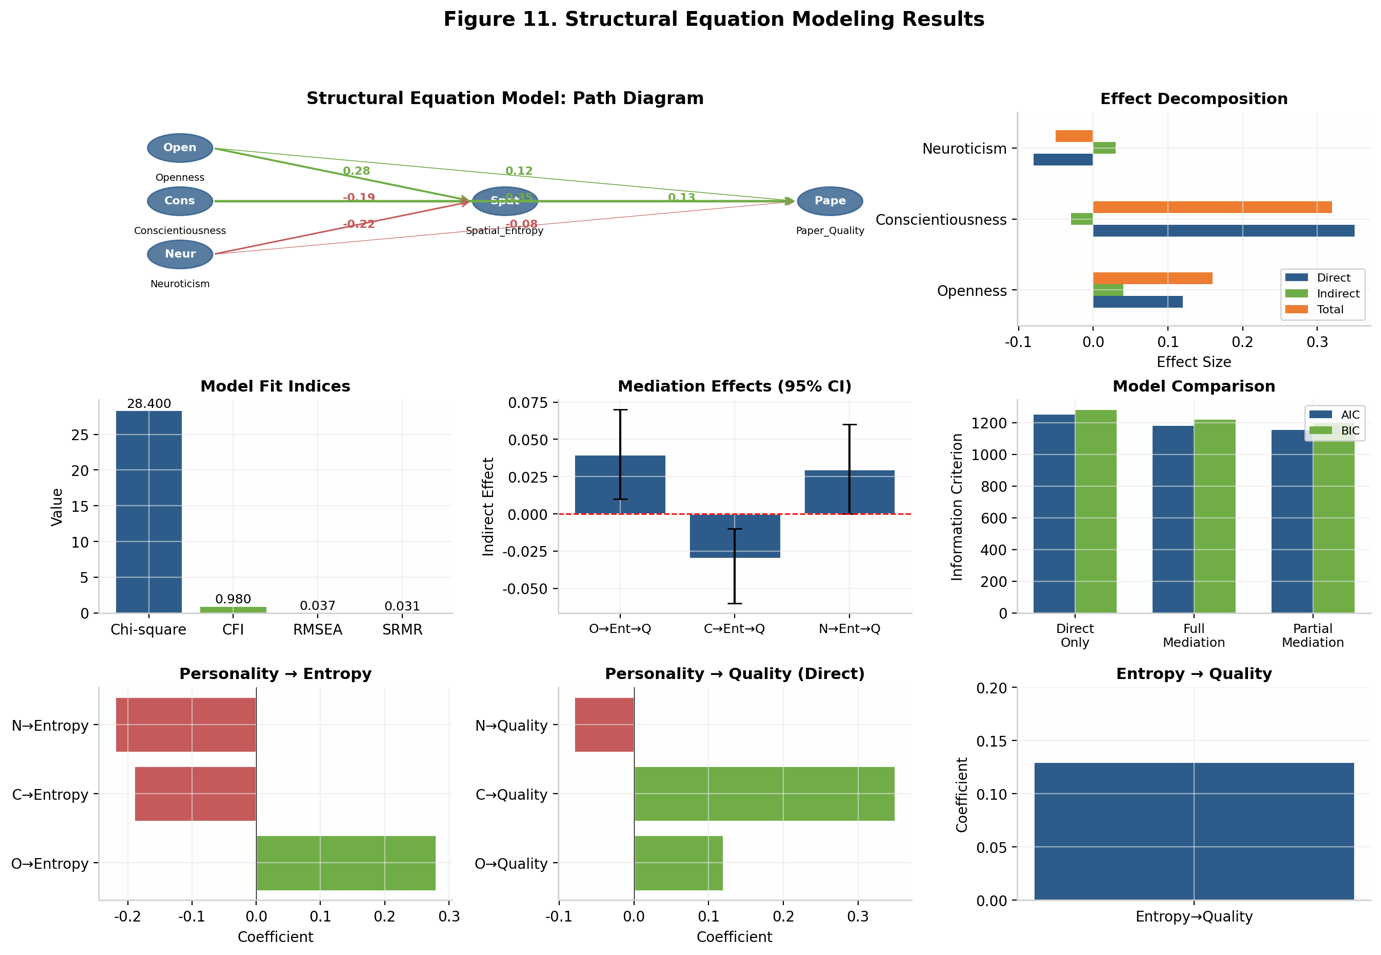 Figure 11. Structural Equation Modeling Results
Structural Equation Model: Path Diagram
Open
Openness
Cons
Conscientiousness
Neur
Neuroticism
0.28
-0.19
-0.22
0.12
Spat
0.35
-0.08
Spatial_Entropy
0.13
Pape
Paper_Quality
Effect Decomposition
Neuroticism
Conscientiousness
Openness
Direct
Indirect
Total
-0.1 0.0 0.1 0.2 0.3
Effect Size
Model Fit Indices
Value
25
20
15
10
5
0
28.400
0.980
0.037
0.031
Chi-square CFI RMSEA SRMR
Mediation Effects (95% CI)
Indirect Effect
0.075
0.050
0.025
0.000
-0.025
-0.050
O→Ent→Q C→Ent→Q N→Ent→Q
Model Comparison
Information Criterion
1200
1000
800
600
400
200
0
AIC
BIC
Direct
Only
Full
Mediation
Partial
Mediation
Personality → Entropy
N→Entropy
C→Entropy
O→Entropy
-0.2 -0.1 0.0 0.1 0.2 0.3
Coefficient
Personality → Quality (Direct)
N→Quality
C→Quality
O→Quality
-0.1 0.0 0.1 0.2 0.3
Coefficient
Entropy → Quality
Coefficient
0.20
0.15
0.10
0.05
0.00
Entropy→Quality